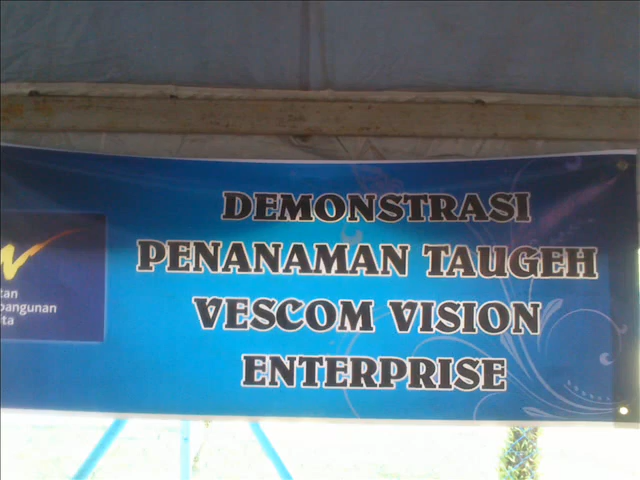 DEMONSTRASI
PENANAMAN TAUGEH
VESCOM VISION
ENTERPRISE